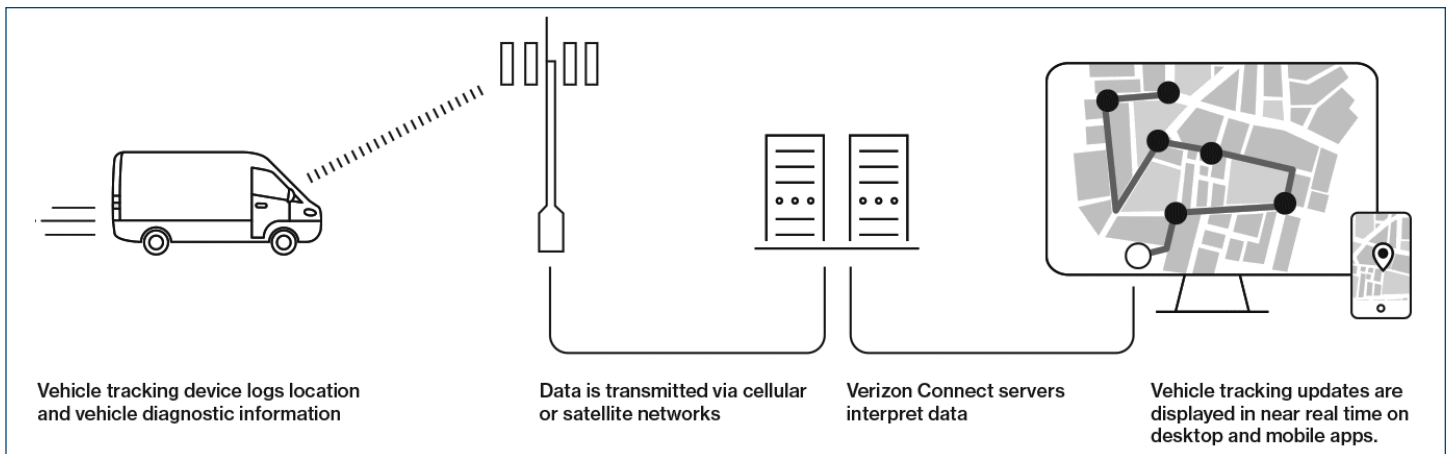 Vehicle tracking device logs location
and vehicle diagnostic information
Data is transmitted via cellular
or satellite networks
Verizon Connect servers
interpret data
Vehicle tracking updates are
displayed in near real time on
desktop and mobile apps.